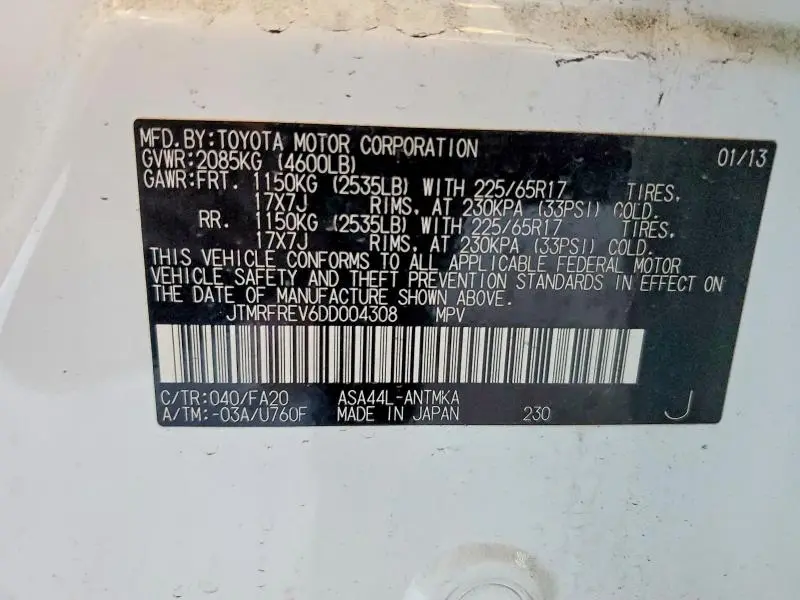 MFD.BY:TOYOTA MOTOR CORPORATION 01/13
GVWR:2085KG (4600LB)
GAWR:FRT. 1150KG (2535LB) WITH 225/65R17 TIRES,
17X7J RIMS, AT 230KPA (33PSI) COLD.
RR. 1150KG (2535LB) WITH 225/65R17 TIRES,
17X7J RIMS, AT 230KPA (33PSI) COLD.
THIS VEHICLE CONFORMS TO ALL APPLICABLE FEDERAL MOTOR
VEHICLE SAFETY AND THEFT PREVENTION STANDARDS IN EFFECT ON
THE DATE OF MANUFACTURE SHOWN ABOVE.
JTMRFREV6DD004308 MPV
C/TR:040/FA20 ASA44L-ANTMKA
A/TM:-03A/U760F MADE IN JAPAN 230 J